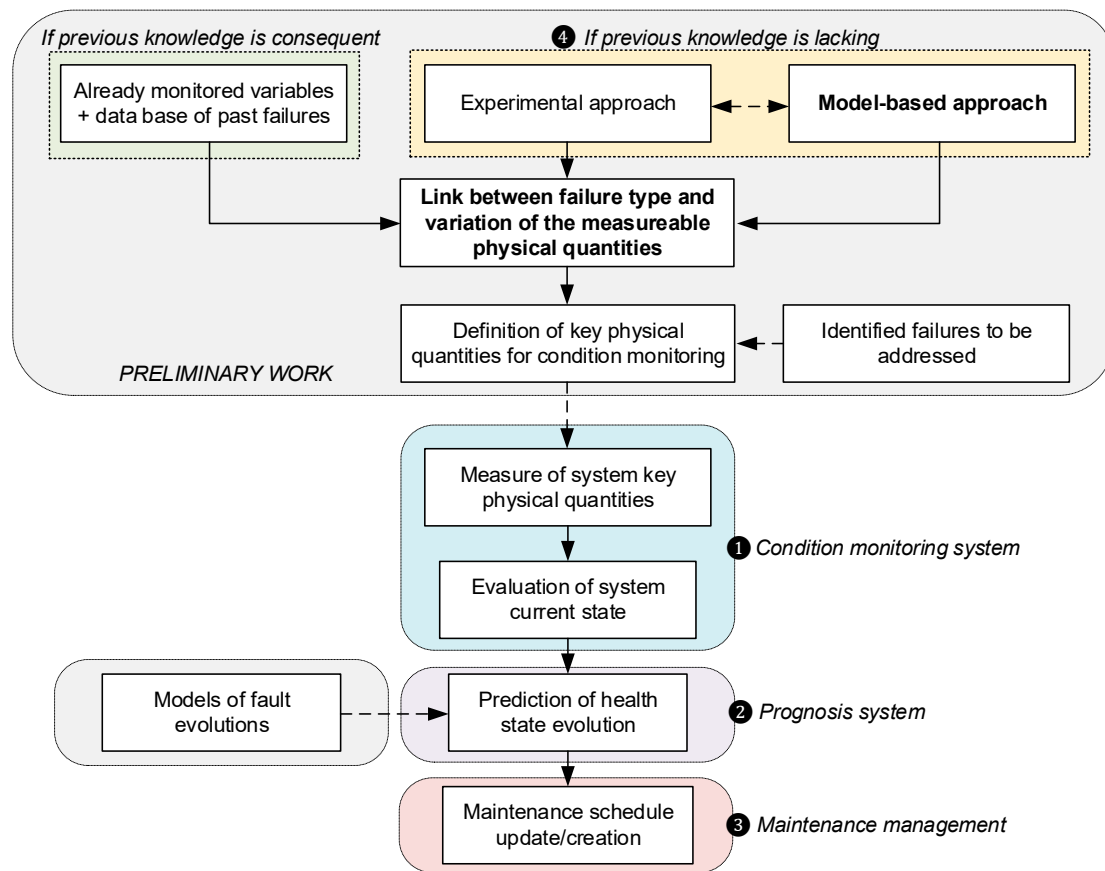 If previous knowledge is consequent
❹ If previous knowledge is lacking
Already monitored variables
+ data base of past failures
Experimental approach
Model-based approach
Link between failure type and
variation of the measureable
physical quantities
Definition of key physical
quantities for condition monitoring
Identified failures to be
addressed
PRELIMINARY WORK
Measure of system key
physical quantities
❶ Condition monitoring system
Evaluation of system
current state
Models of fault
evolutions
Prediction of health
state evolution
❷ Prognosis system
Maintenance schedule
update/creation
❸ Maintenance management